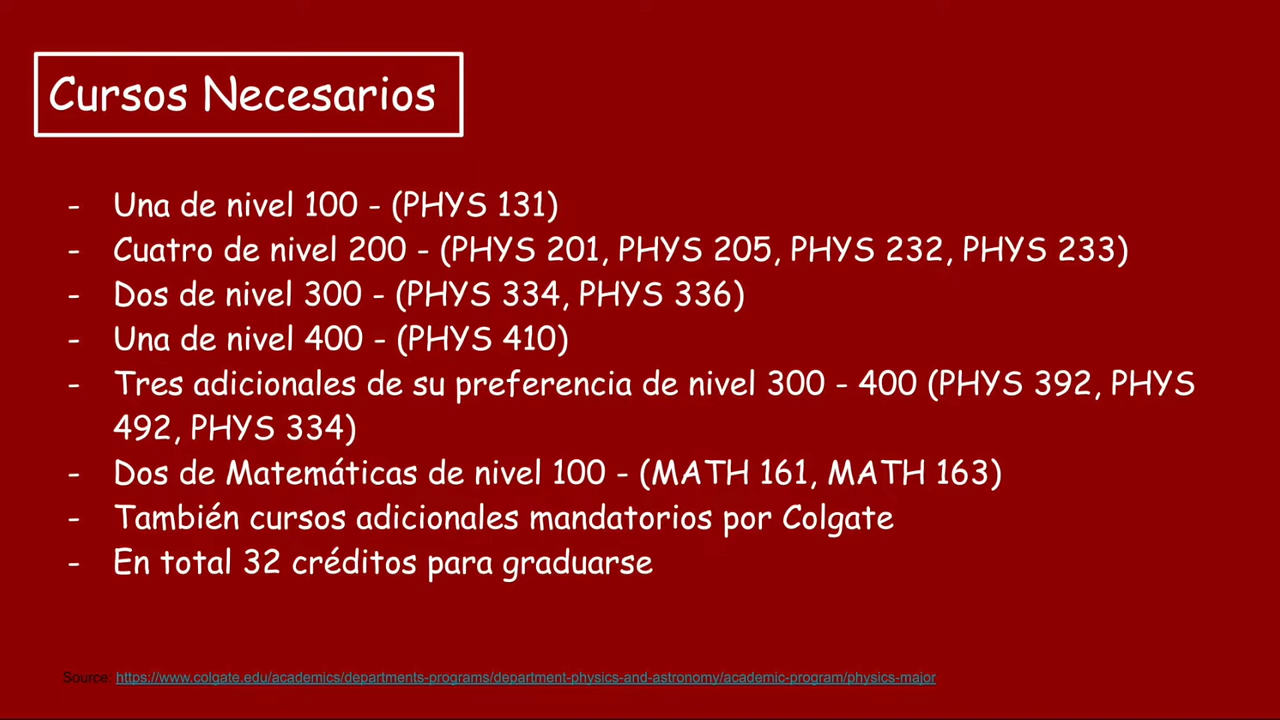 Cursos Necesarios
- Una de nivel 100 - (PHYS 131)
- Cuatro de nivel 200 - (PHYS 201, PHYS 205, PHYS 232, PHYS 233)
- Dos de nivel 300 - (PHYS 334, PHYS 336)
- Una de nivel 400 - (PHYS 410)
- Tres adicionales de su preferencia de nivel 300 - 400 (PHYS 392, PHYS
492, PHYS 334)
- Dos de Matemáticas de nivel 100 - (MATH 161, MATH 163)
- También cursos adicionales mandatorios por Colgate
- En total 32 créditos para graduarse
Source: https://www.colgate.edu/academics/departments-programs/department-physics-and-astronomy/academic-program/physics-major